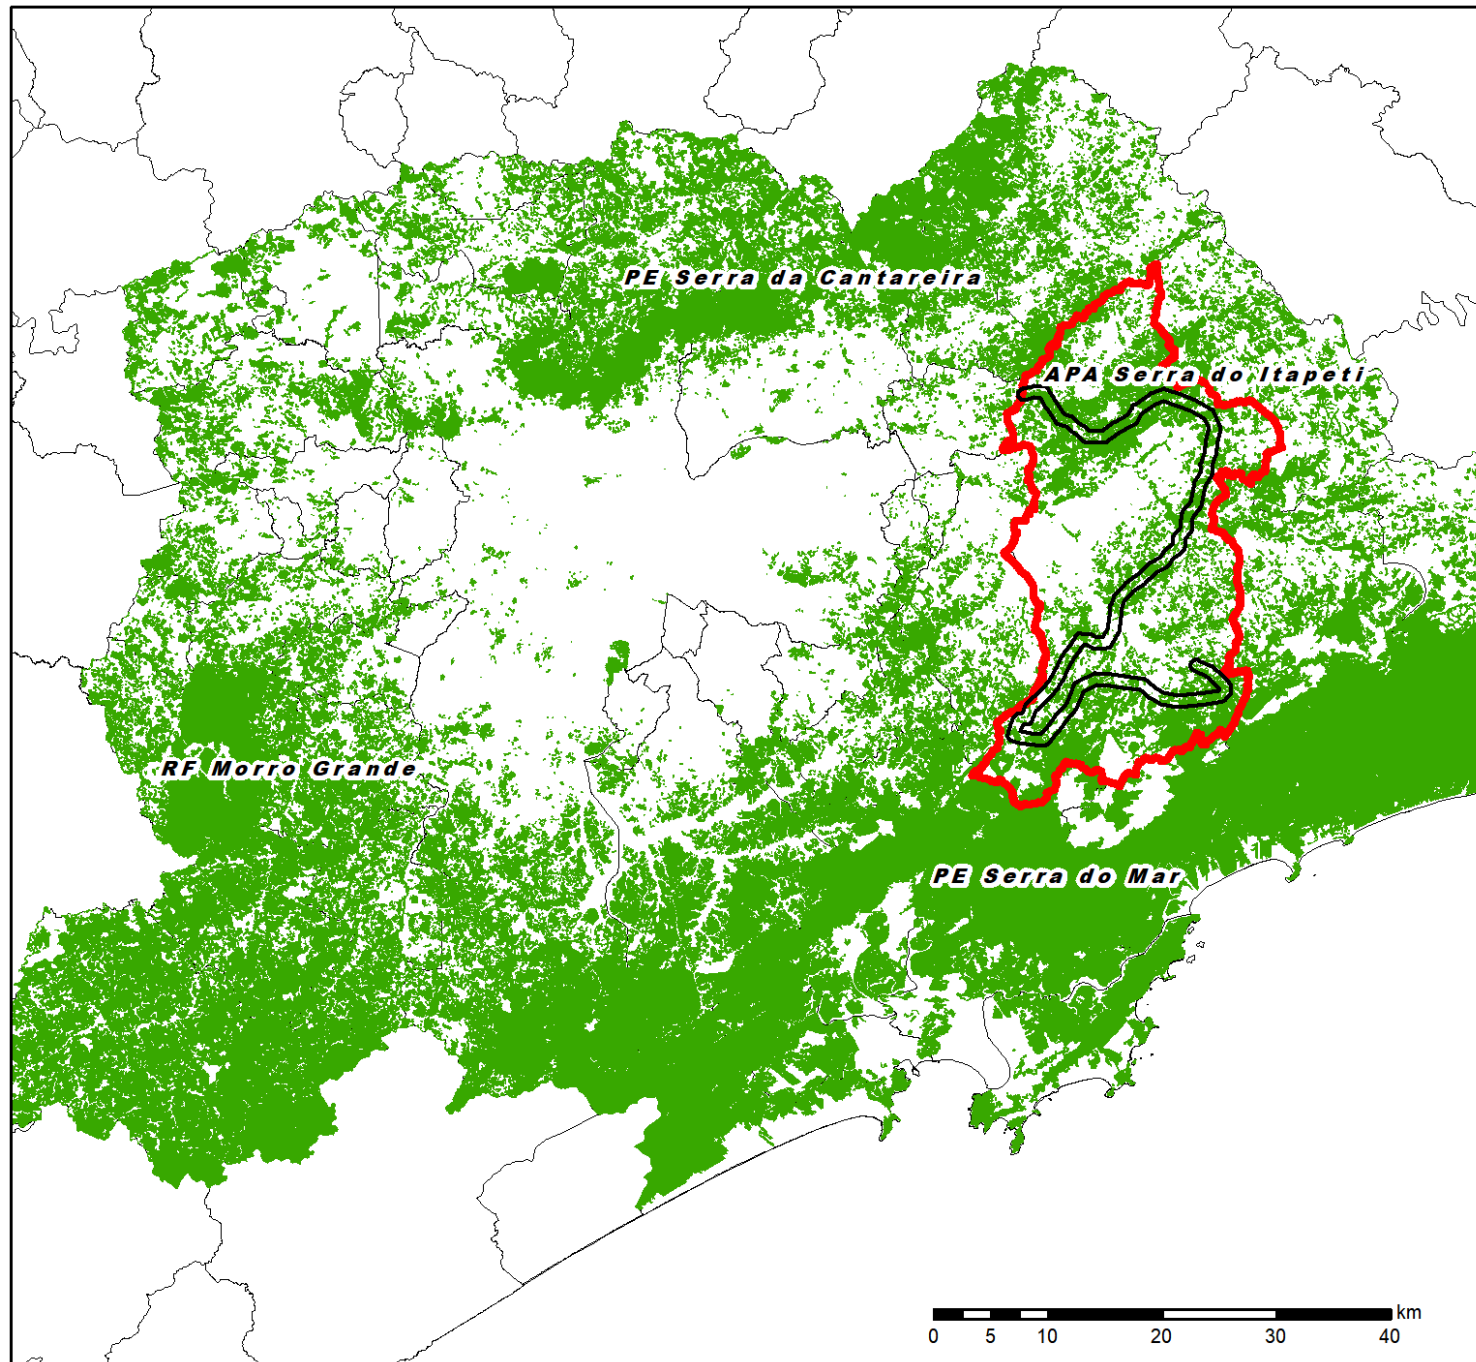 PE Serra da Cantareira
APA Serra do Itapeti
RF Morro Grande
PE Serra do Mar
km
0 5 10 20 30 40